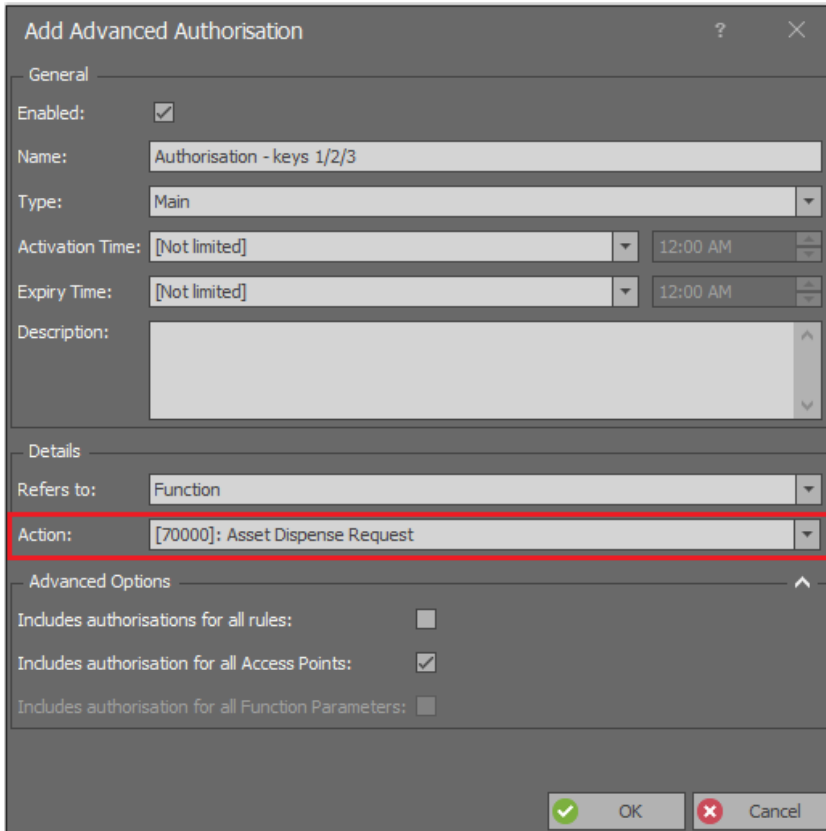 Add Advanced Authorisation ?
General
Enabled:
Name: Authorisation - keys 1/2/3
Type: Main
Activation Time: [Not limited] 12:00 AM
Expiry Time: [Not limited] 12:00 AM
Description:
Details
Refers to: Function
Action: [70000]: Asset Dispense Request
Advanced Options
Includes authorisations for all rules:
Includes authorisation for all Access Points:
Includes authorisation for all Function Parameters:
OK Cancel